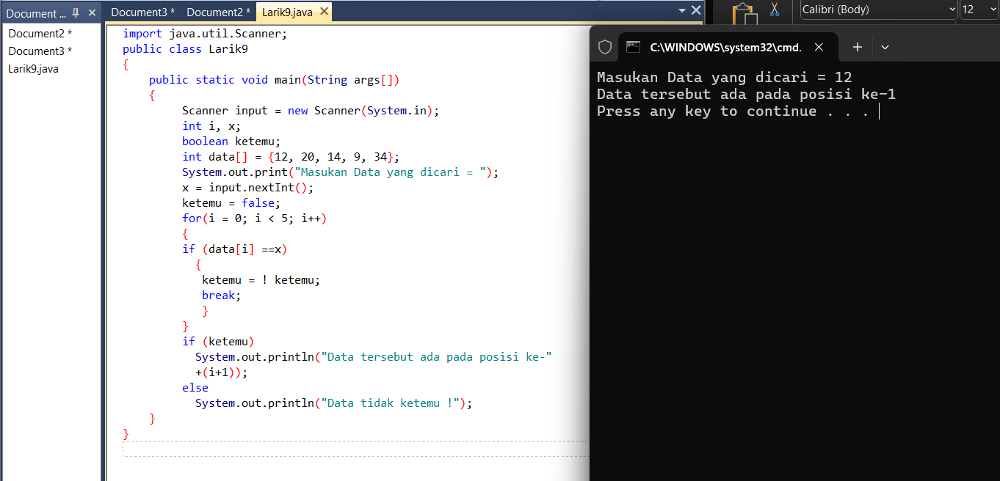 Document ...
Document2 *
Document3 *
Larik9.java
Document3 * Document2 * Larik9.java
import java.util.Scanner;
public class Larik9
{
public static void main(String args[])
{
Scanner input = new Scanner(System.in);
int i, x;
boolean ketemu;
int data[] = {12, 20, 14, 9, 34};
System.out.print("Masukan Data yang dicari = ");
x = input.nextInt();
ketemu = false;
for(i = 0; i < 5; i++)
{
if (data[i] ==x)
{
ketemu = ! ketemu;
break;
}
}
if (ketemu)
System.out.println("Data tersebut ada pada posisi ke-"
+(i+1));
else
System.out.println("Data tidak ketemu !");
}
}
Calibri (Body) 12
C:\WINDOWS\system32\cmd.
Masukan Data yang dicari = 12
Data tersebut ada pada posisi ke-1
Press any key to continue . . .